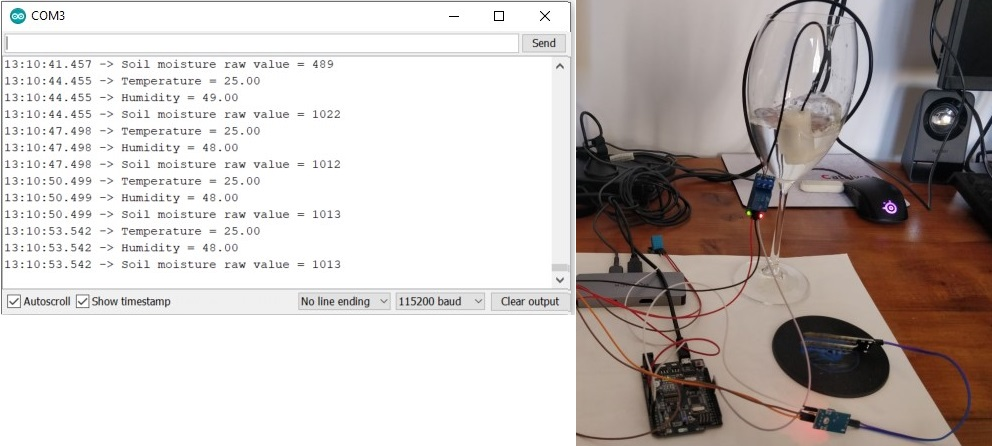 COM3
Send
13:10:41.457 -> Soil moisture raw value = 489
13:10:44.455 -> Temperature = 25.00
13:10:44.455 -> Humidity = 49.00
13:10:44.455 -> Soil moisture raw value = 1022
13:10:47.498 -> Temperature = 25.00
13:10:47.498 -> Humidity = 48.00
13:10:47.498 -> Soil moisture raw value = 1012
13:10:50.499 -> Temperature = 25.00
13:10:50.499 -> Humidity = 48.00
13:10:50.499 -> Soil moisture raw value = 1013
13:10:53.542 -> Temperature = 25.00
13:10:53.542 -> Humidity = 48.00
13:10:53.542 -> Soil moisture raw value = 1013
Autoscroll Show timestamp No line ending 115200 baud Clear output